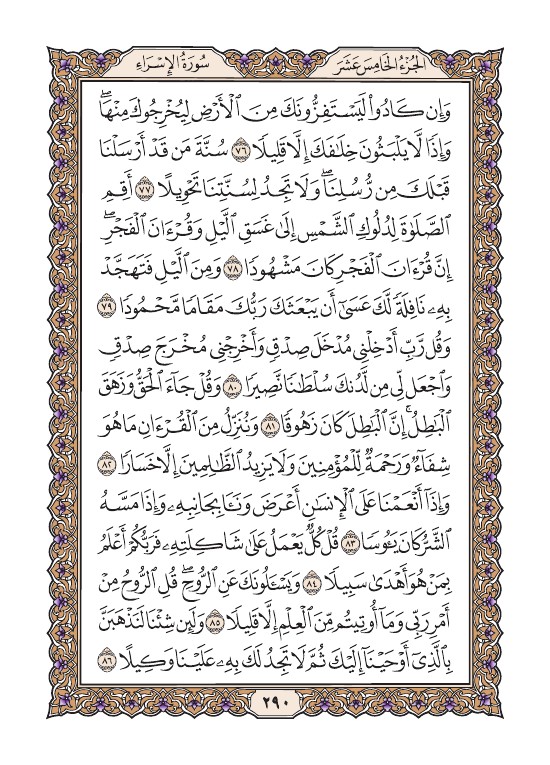 الجُزْءُ الخَامِسَ عَشَرَ سُورَةُ الإِسْرَاءِ
وَإِن كَادُوا۟ لَيَسْتَفِزُّونَكَ مِنَ ٱلْأَرْضِ لِيُخْرِجُوكَ مِنْهَا ۖ
وَإِذًا لَّا يَلْبَثُونَ خِلَـٰفَكَ إِلَّا قَلِيلًا ٧٦ سُنَّةَ مَن قَدْ أَرْسَلْنَا
قَبْلَكَ مِن رُّسُلِنَا ۖ وَلَا تَجِدُ لِسُنَّتِنَا تَحْوِيلًا ٧٧ أَقِمِ
ٱلصَّلَوٰةَ لِدُلُوكِ ٱلشَّمْسِ إِلَىٰ غَسَقِ ٱلَّيْلِ وَقُرْءَانَ ٱلْفَجْرِ ۖ
إِنَّ قُرْءَانَ ٱلْفَجْرِ كَانَ مَشْهُودًا ٧٨ وَمِنَ ٱلَّيْلِ فَتَهَجَّدْ
بِهِۦ نَافِلَةً لَّكَ عَسَىٰٓ أَن يَبْعَثَكَ رَبُّكَ مَقَامًا مَّحْمُودًا ٧٩
وَقُل رَّبِّ أَدْخِلْنِى مُدْخَلَ صِدْقٍ وَأَخْرِجْنِى مُخْرَجَ صِدْقٍ
وَٱجْعَل لِّى مِن لَّدُنكَ سُلْطَـٰنًا نَّصِيرًا ٨٠ وَقُلْ جَآءَ ٱلْحَقُّ وَزَهَقَ
ٱلْبَـٰطِلُ ۚ إِنَّ ٱلْبَـٰطِلَ كَانَ زَهُوقًا ٨١ وَنُنَزِّلُ مِنَ ٱلْقُرْءَانِ مَا هُوَ
شِفَآءٌ وَرَحْمَةٌ لِّلْمُؤْمِنِينَ وَلَا يَزِيدُ ٱلظَّـٰلِمِينَ إِلَّا خَسَارًا ٨٢
وَإِذَآ أَنْعَمْنَا عَلَى ٱلْإِنسَـٰنِ أَعْرَضَ وَنَـَٔا بِجَانِبِهِۦ وَإِذَا مَسَّهُ
ٱلشَّرُّ كَانَ يَـُٔوسًا ٨٣ قُلْ كُلٌّ يَعْمَلُ عَلَىٰ شَاكِلَتِهِۦ فَرَبُّكُمْ أَعْلَمُ
بِمَنْ هُوَ أَهْدَىٰ سَبِيلًا ٨٤ وَيَسْـَٔلُونَكَ عَنِ ٱلرُّوحِ ۖ قُلِ ٱلرُّوحُ مِنْ
أَمْرِ رَبِّى وَمَآ أُوتِيتُم مِّنَ ٱلْعِلْمِ إِلَّا قَلِيلًا ٨٥ وَلَئِن شِئْنَا لَنَذْهَبَنَّ
بِٱلَّذِىٓ أَوْحَيْنَآ إِلَيْكَ ثُمَّ لَا تَجِدُ لَكَ بِهِۦ عَلَيْنَا وَكِيلًا ٨٦
٢٩٠